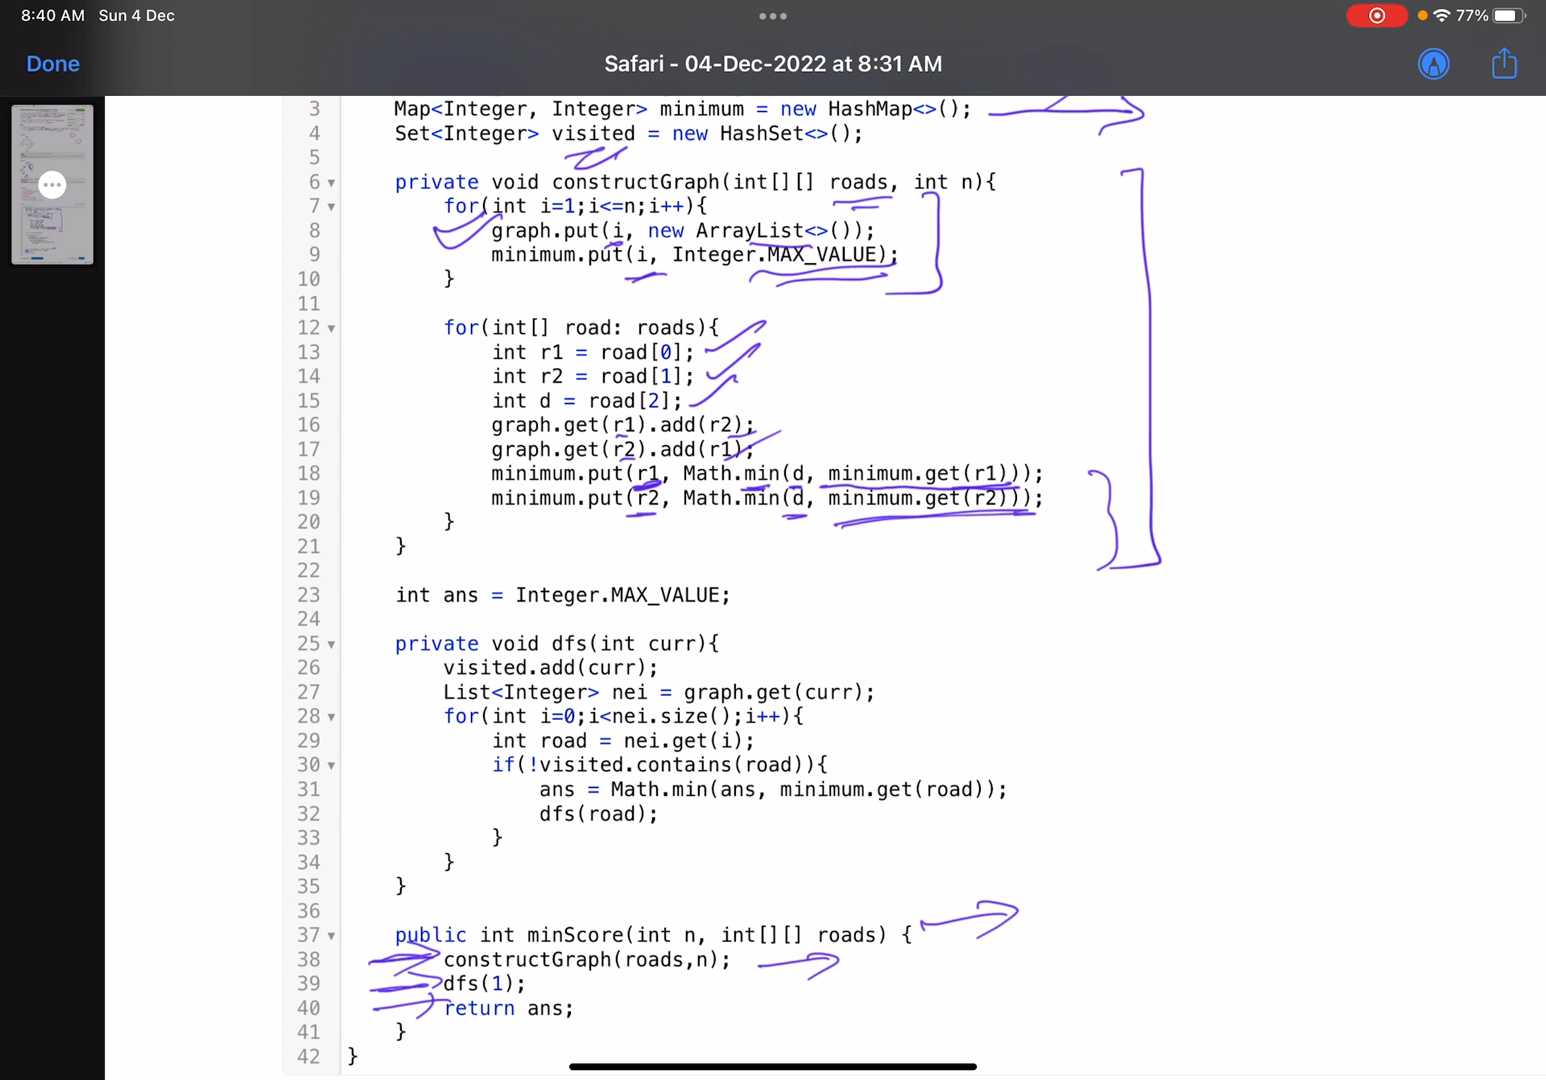 8:40 AM Sun 4 Dec
77%
Done
Safari - 04-Dec-2022 at 8:31 AM
3 Map<Integer, Integer> minimum = new HashMap<>();
4 Set<Integer> visited = new HashSet<>();
5
6 private void constructGraph(int[][] roads, int n){
7 for(int i=1;i<=n;i++){
8 graph.put(i, new ArrayList<>());
9 minimum.put(i, Integer.MAX_VALUE);
10 }
11
12 for(int[] road: roads){
13 int r1 = road[0];
14 int r2 = road[1];
15 int d = road[2];
16 graph.get(r1).add(r2);
17 graph.get(r2).add(r1);
18 minimum.put(r1, Math.min(d, minimum.get(r1)));
19 minimum.put(r2, Math.min(d, minimum.get(r2)));
20 }
21 }
22
23 int ans = Integer.MAX_VALUE;
24
25 private void dfs(int curr){
26 visited.add(curr);
27 List<Integer> nei = graph.get(curr);
28 for(int i=0;i<nei.size();i++){
29 int road = nei.get(i);
30 if(!visited.contains(road)){
31 ans = Math.min(ans, minimum.get(road));
32 dfs(road);
33 }
34 }
35 }
36
37 public int minScore(int n, int[][] roads) {
38 constructGraph(roads,n);
39 dfs(1);
40 return ans;
41 }
42 }